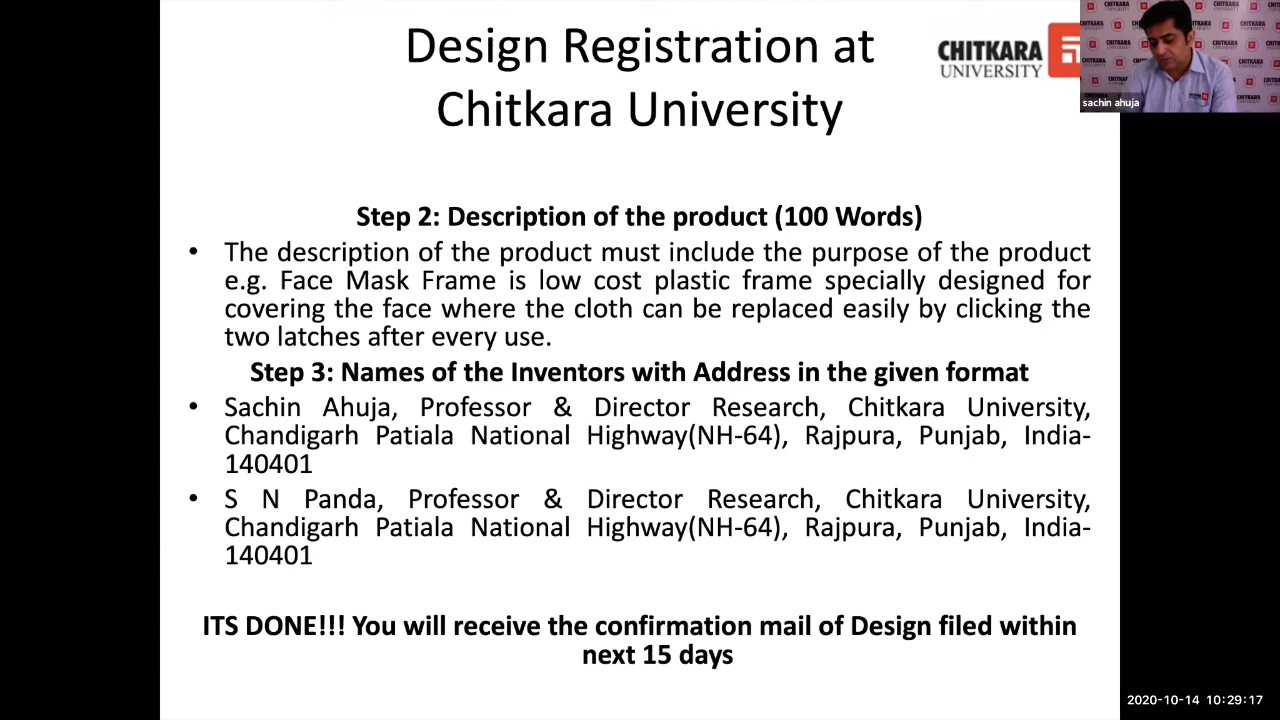 Design Registration at
Chitkara University
CHITKARA
UNIVERSITY
sachin ahuja
Step 2: Description of the product (100 Words)
• The description of the product must include the purpose of the product
e.g. Face Mask Frame is low cost plastic frame specially designed for
covering the face where the cloth can be replaced easily by clicking the
two latches after every use.
Step 3: Names of the Inventors with Address in the given format
• Sachin Ahuja, Professor & Director Research, Chitkara University,
Chandigarh Patiala National Highway(NH-64), Rajpura, Punjab, India-
140401
• S N Panda, Professor & Director Research, Chitkara University,
Chandigarh Patiala National Highway(NH-64), Rajpura, Punjab, India-
140401
ITS DONE!!! You will receive the confirmation mail of Design filed within
next 15 days
2020-10-14 10:29:17